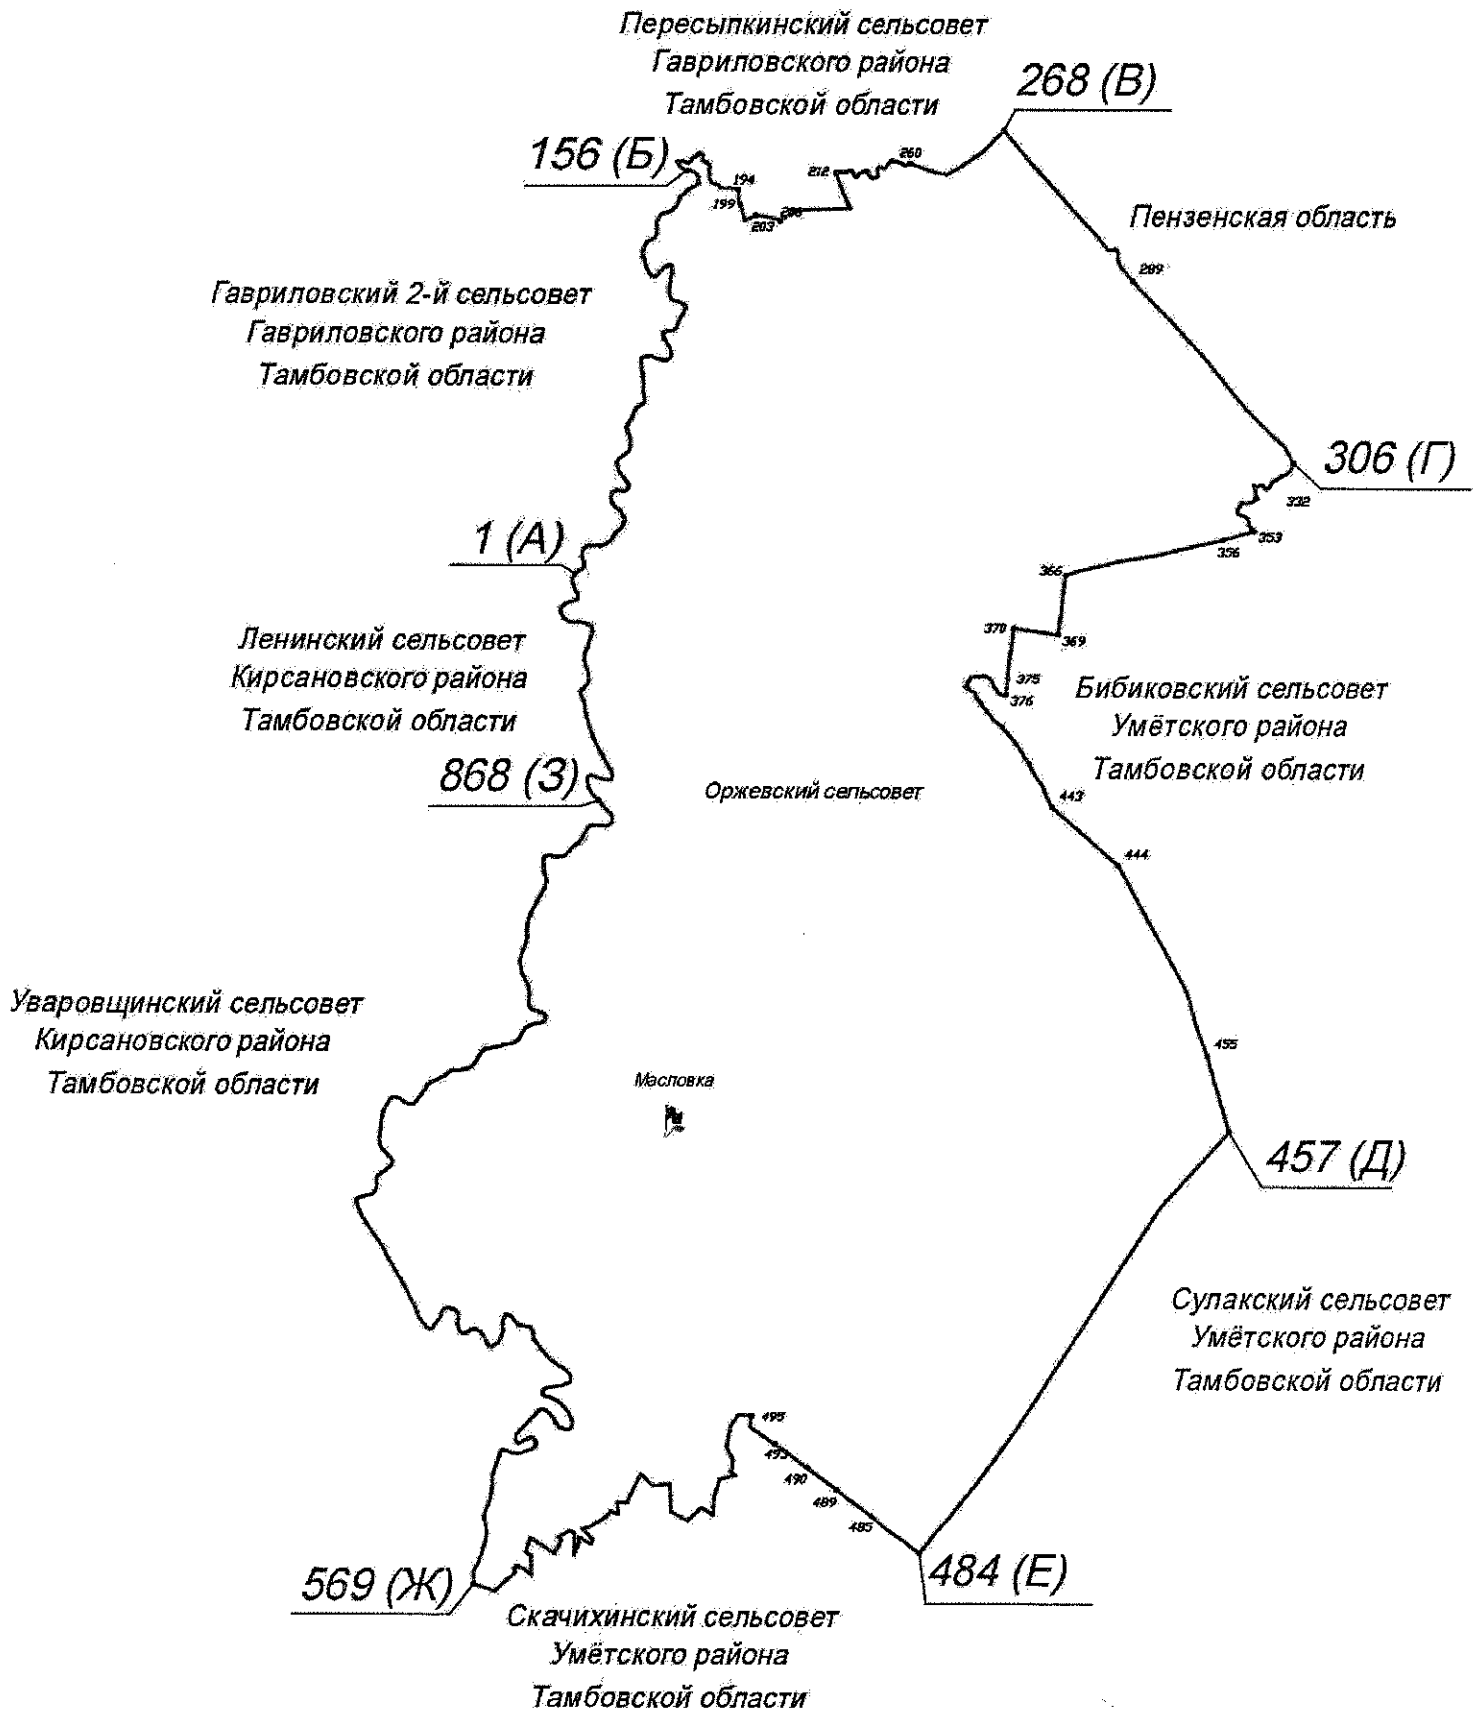 Пересыпкинский сельсовет
Гавриловского района
Тамбовской области
268 (В)
156 (Б)
194
199
203
212
260
Пензенская область
289
Гавриловский 2-й сельсовет
Гавриловского района
Тамбовской области
306 (Г)
332
353
356
1 (А)
366
370
369
Ленинский сельсовет
Кирсановского района
Тамбовской области
375
376
Бибиковский сельсовет
Умётского района
Тамбовской области
868 (З)
Оржевский сельсовет
443
444
Уваровщинский сельсовет
Кирсановского района
Тамбовской области
455
Масловка
457 (Д)
Сулакский сельсовет
Умётского района
Тамбовской области
495
493
490
489
485
569 (Ж)
484 (Е)
Скачихинский сельсовет
Умётского района
Тамбовской области